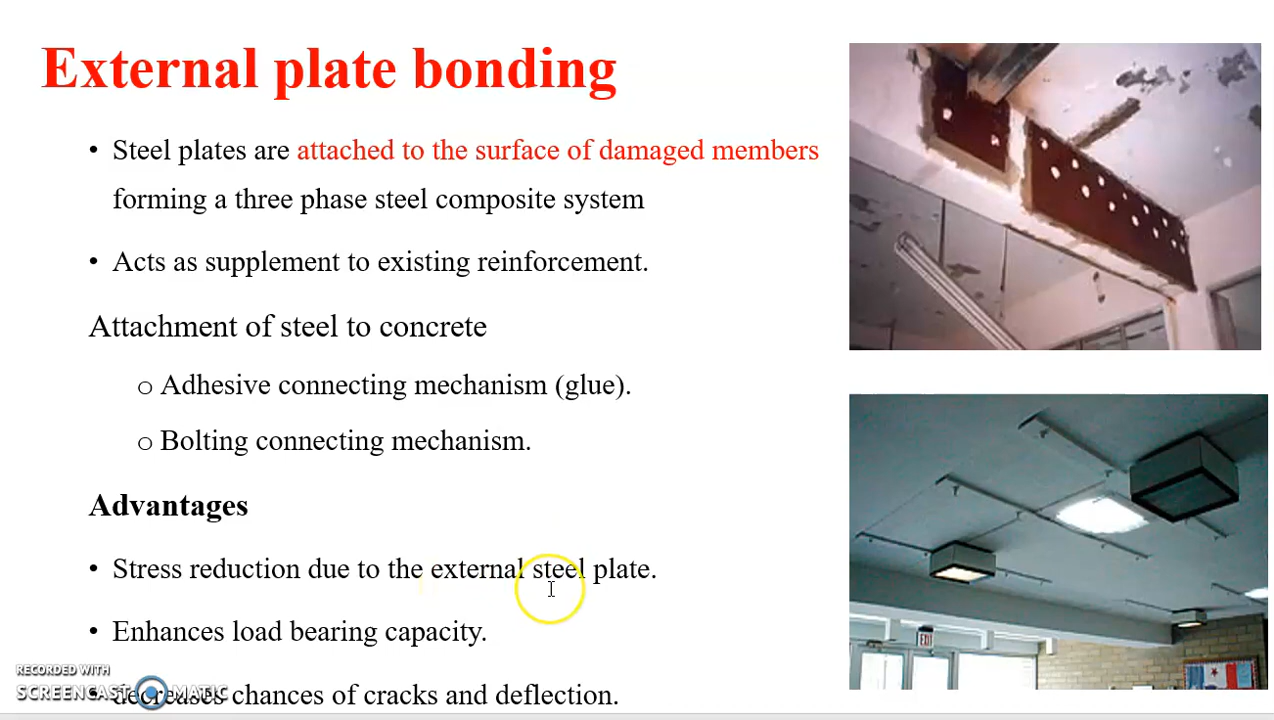 External plate bonding
• Steel plates are attached to the surface of damaged members
forming a three phase steel composite system
• Acts as supplement to existing reinforcement.
Attachment of steel to concrete
o Adhesive connecting mechanism (glue).
o Bolting connecting mechanism.
Advantages
• Stress reduction due to the external steel plate.
• Enhances load bearing capacity.
• decreases chances of cracks and deflection.
RECORDED WITH
SCREENCAST MATIC
EXIT